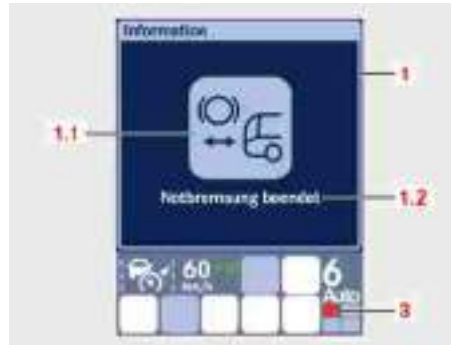 Information
1
1.1
Notbremsung beendet
1.2
60
km/h
6
Auto
3